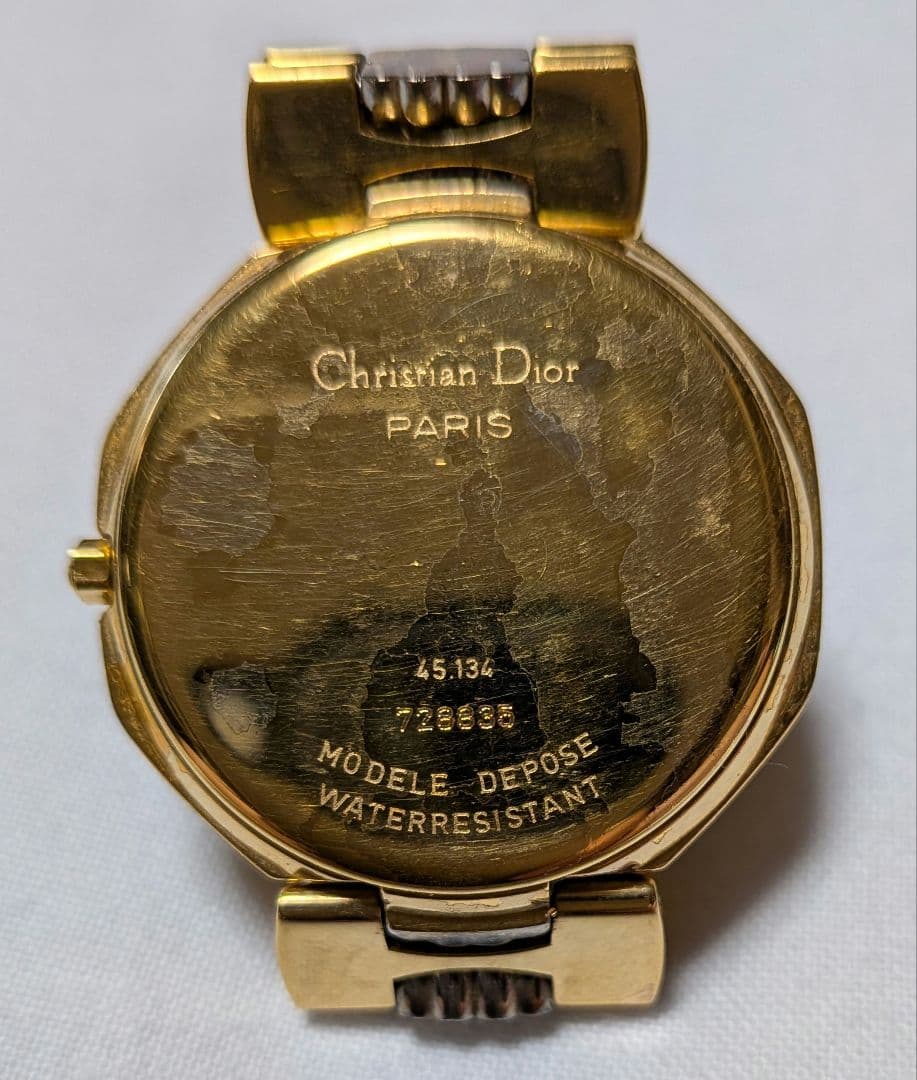 Christian Dior
PARIS
45.134
728835
MODELE DEPOSE
WATERRESISTANT